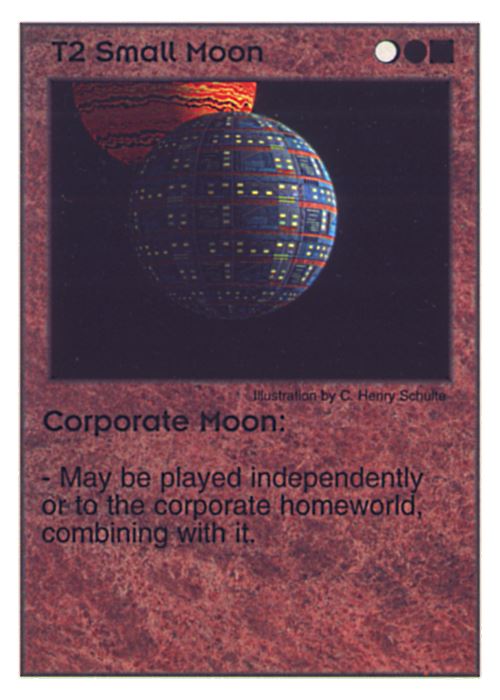 T2 Small Moon
Illustration by C. Henry Schulte
Corporate Moon:
- May be played independently
or to the corporate homeworld,
combining with it.